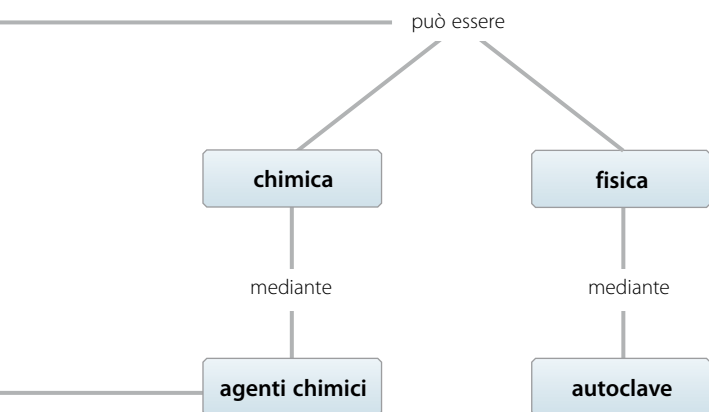 può essere
chimica
fisica
mediante
mediante
agenti chimici
autoclave